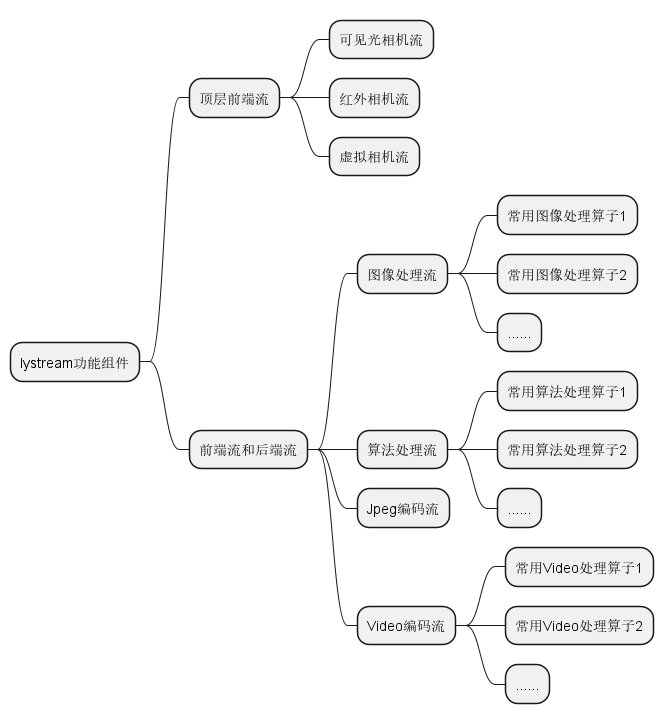 lystream功能组件
顶层前端流
可见光相机流
红外相机流
虚拟相机流
前端流和后端流
图像处理流
常用图像处理算子1
常用图像处理算子2
......
算法处理流
常用算法处理算子1
常用算法处理算子2
......
Jpeg编码流
Video编码流
常用Video处理算子1
常用Video处理算子2
......